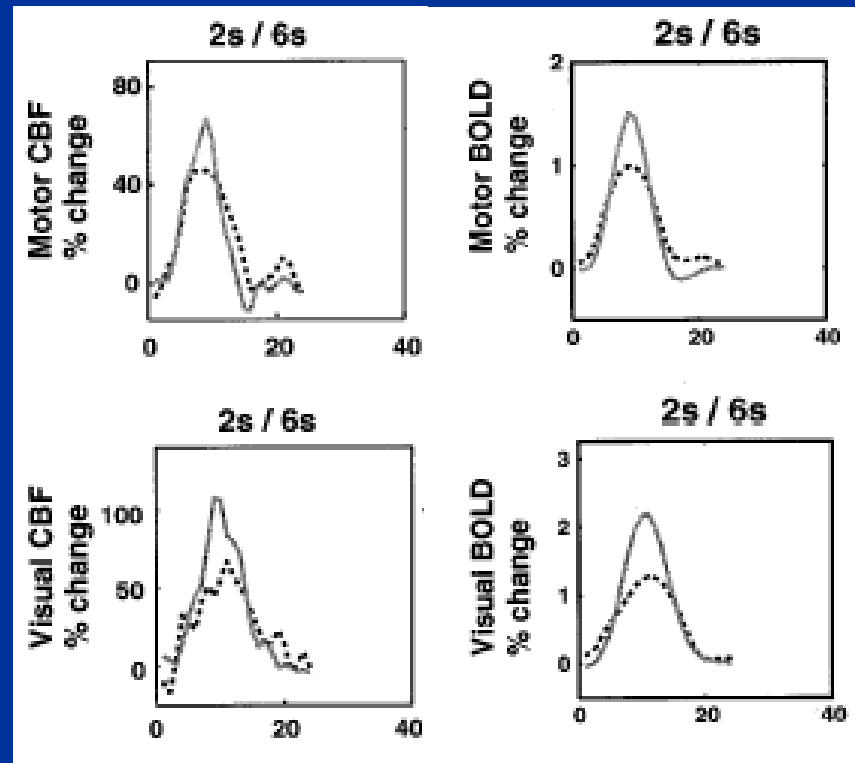 2s / 6s
Motor CBF
% change
80
40
0
0
20
40
2s / 6s
Motor BOLD
% change
2
1
0
0
20
40
2s / 6s
Visual CBF
% change
100
50
0
0
20
40
2s / 6s
Visual BOLD
% change
3
2
1
0
0
20
40